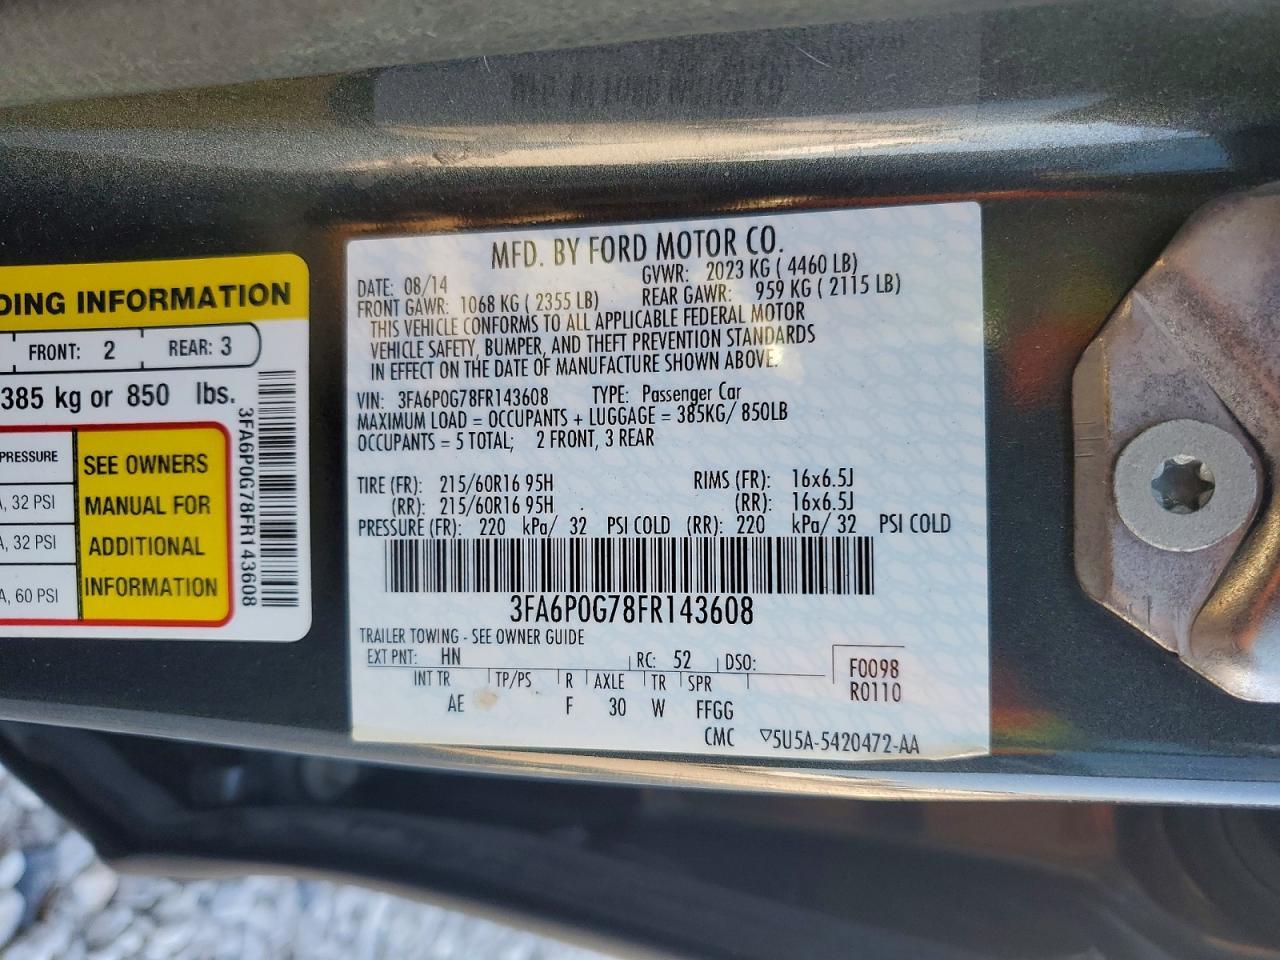 DING INFORMATION
FRONT: 2 REAR: 3
385 kg or 850 lbs.
PRESSURE
A, 32 PSI
A, 32 PSI
A, 60 PSI
SEE OWNERS
MANUAL FOR
ADDITIONAL
INFORMATION
3FA6P0G78FR143608
MFD. BY FORD MOTOR CO.
DATE: 08/14 GVWR: 2023 KG ( 4460 LB)
FRONT GAWR: 1068 KG ( 2355 LB) REAR GAWR: 959 KG ( 2115 LB)
THIS VEHICLE CONFORMS TO ALL APPLICABLE FEDERAL MOTOR
VEHICLE SAFETY, BUMPER, AND THEFT PREVENTION STANDARDS
IN EFFECT ON THE DATE OF MANUFACTURE SHOWN ABOVE.
VIN: 3FA6P0G78FR143608 TYPE: Passenger Car
MAXIMUM LOAD = OCCUPANTS + LUGGAGE = 385KG/ 850LB
OCCUPANTS = 5 TOTAL; 2 FRONT, 3 REAR
TIRE (FR): 215/60R16 95H RIMS (FR): 16x6.5J
(RR): 215/60R16 95H (RR): 16x6.5J
PRESSURE (FR): 220 kPa/ 32 PSI COLD (RR): 220 kPa/ 32 PSI COLD
3FA6P0G78FR143608
TRAILER TOWING - SEE OWNER GUIDE
EXT PNT: HN RC: 52 DSO:
INT TR TP/PS R AXLE TR SPR
AE F 30 W FFGG
F0098
R0110
CMC ▽5U5A-5420472-AA